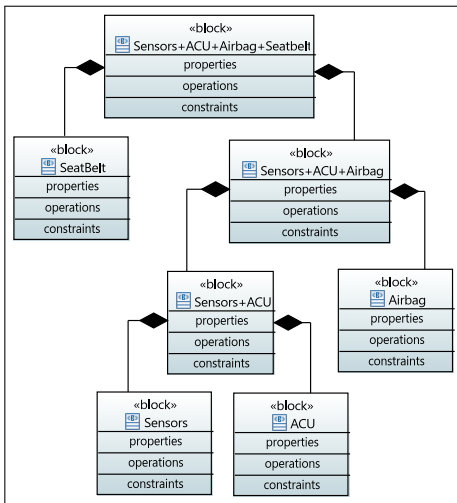 «block»
Sensors+ACU+Airbag+Seatbelt
properties
operations
constraints
«block»
SeatBelt
properties
operations
constraints
«block»
Sensors+ACU+Airbag
properties
operations
constraints
«block»
Sensors+ACU
properties
operations
constraints
«block»
Airbag
properties
operations
constraints
«block»
Sensors
properties
operations
constraints
«block»
ACU
properties
operations
constraints